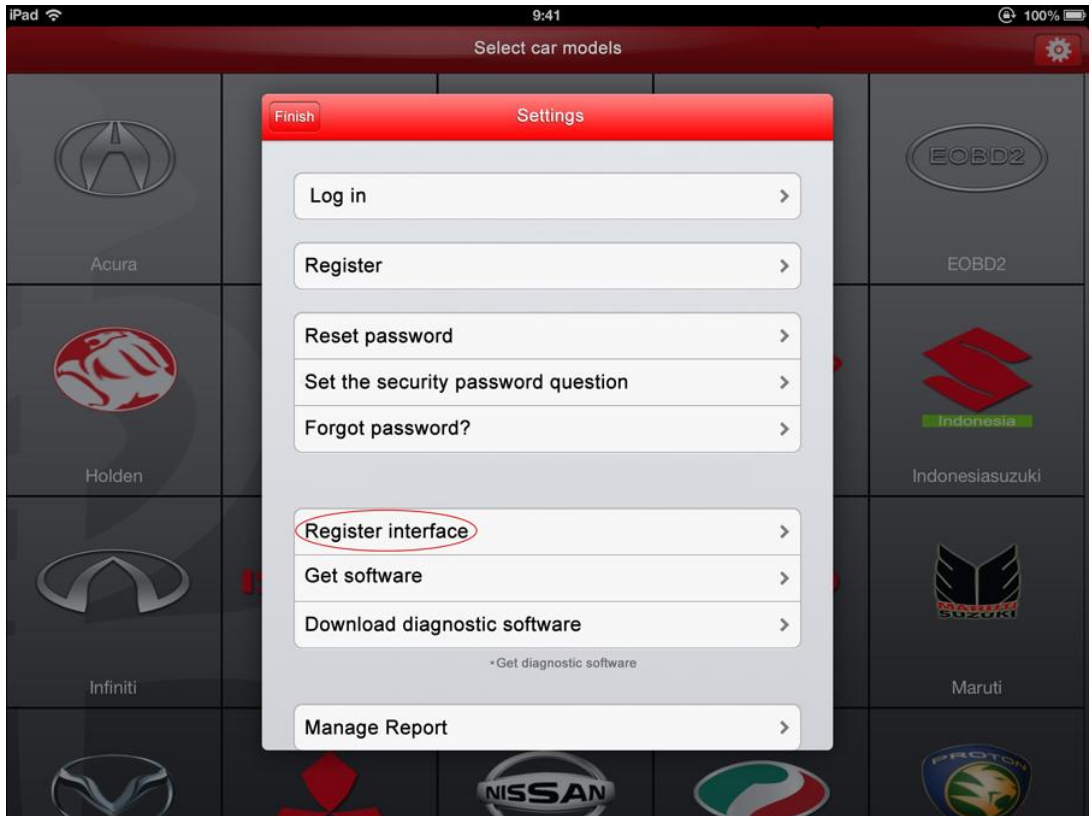 iPad 9:41 100%
Select car models
Finish Settings
Log in
EOBD2
Register
Acura
EOBD2
Reset password
Set the security password question
Forgot password?
Indonesia
Holden
Indonesiasuzuki
Register interface
Get software
MARUTI
SUZUKI
Download diagnostic software
•Get diagnostic software
Infiniti
Maruti
Manage Report
NISSAN
PROTON